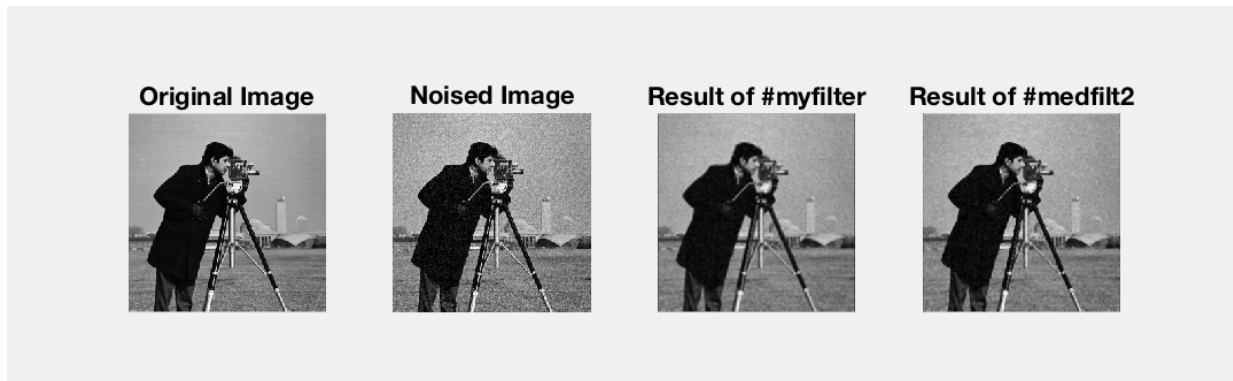 Original Image
Noised Image
Result of #myfilter
Result of #medfilt2